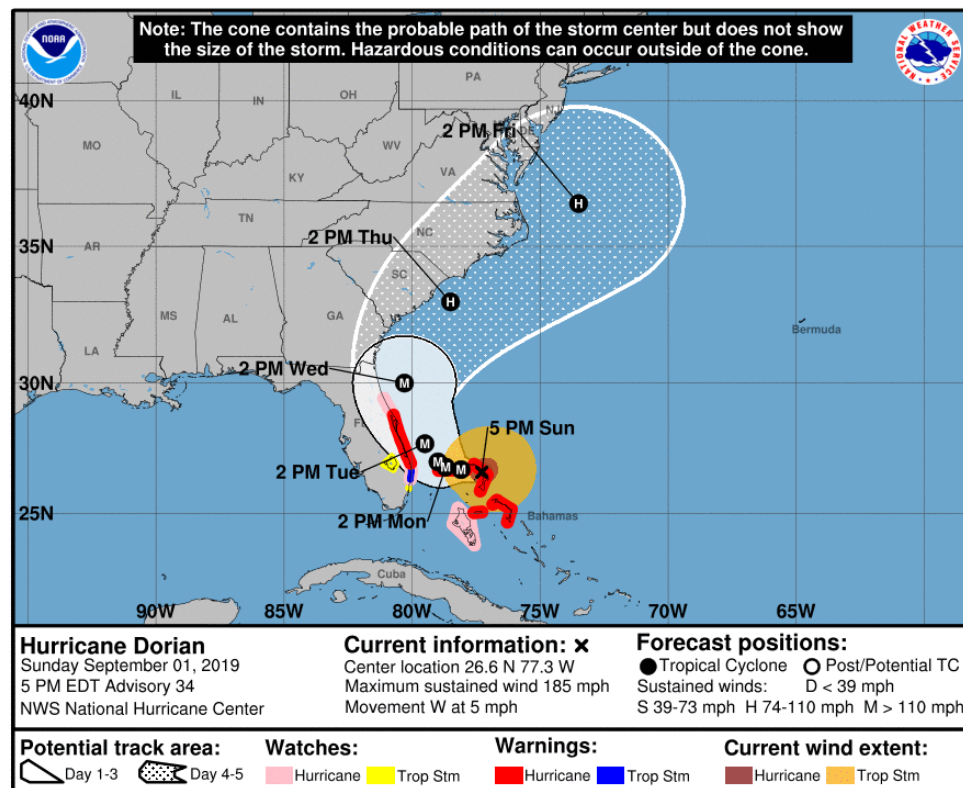 Note: The cone contains the probable path of the storm center but does not show
the size of the storm. Hazardous conditions can occur outside of the cone.
NOAA
NATIONAL WEATHER SERVICE
40N
35N
30N
25N
PA
NJ
OH
IL
IN
MO
WV
DE
2 PM Fri
KY
VA
TN
NC
2 PM Thu
AR
SC
MS
AL
GA
Bermuda
LA
2 PM Wed
H
H
M
FL
5 PM Sun
M
M
M
M
2 PM Tue
2 PM Mon
Bahamas
Cuba
90W
85W
80W
75W
70W
65W
Hurricane Dorian
Sunday September 01, 2019
5 PM EDT Advisory 34
NWS National Hurricane Center
Current information: x
Center location 26.6 N 77.3 W
Maximum sustained wind 185 mph
Movement W at 5 mph
Forecast positions:
Tropical Cyclone Post/Potential TC
Sustained winds: D < 39 mph
S 39-73 mph H 74-110 mph M > 110 mph
Potential track area:
Day 1-3 Day 4-5
Watches:
Hurricane Trop Stm
Warnings:
Hurricane Trop Stm
Current wind extent:
Hurricane Trop Stm